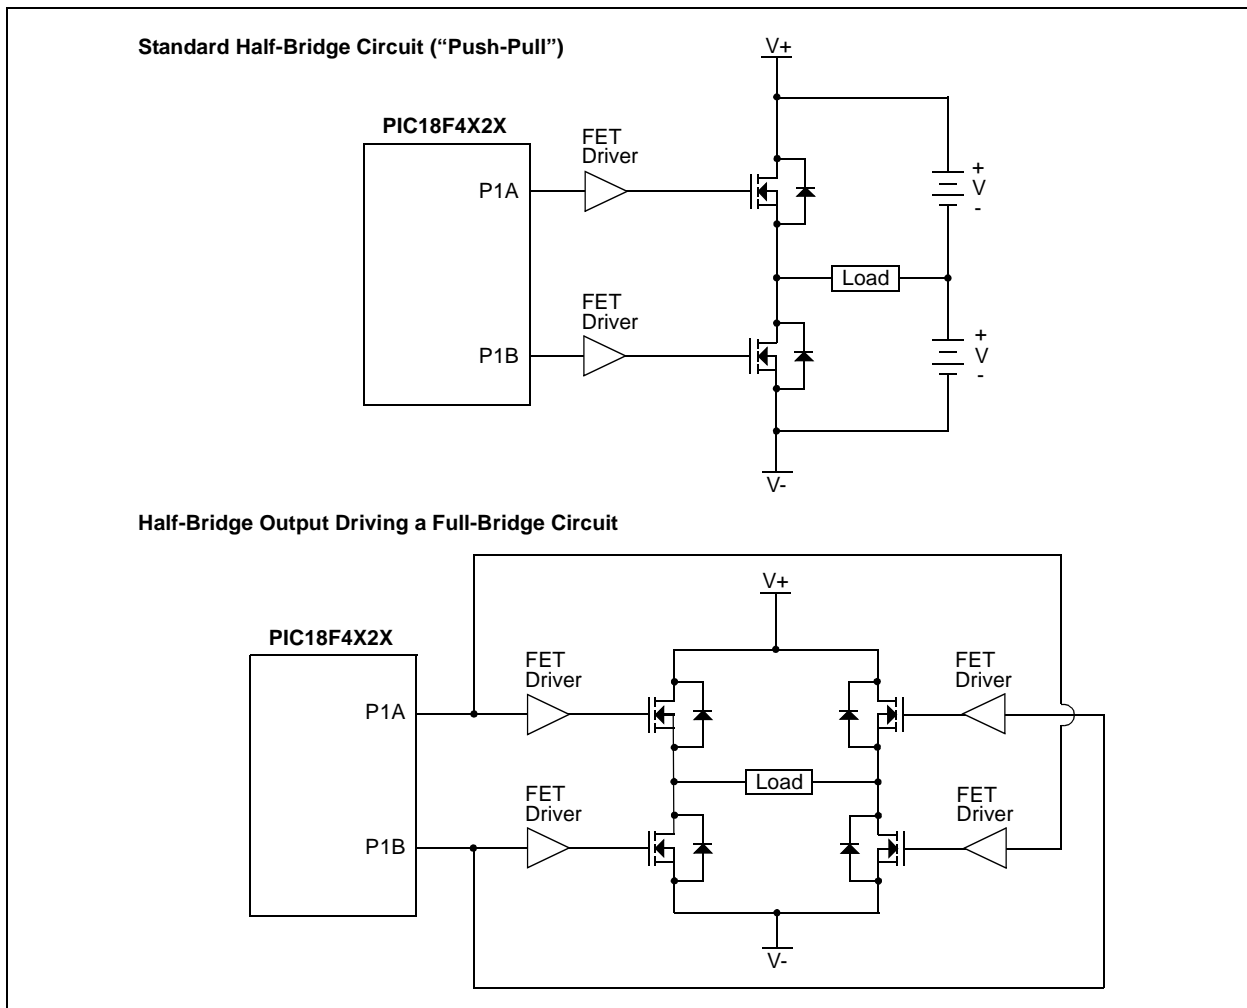 Standard Half-Bridge Circuit (“Push-Pull”)
V+
PIC18F4X2X
FET
Driver
P1A
+
V
-
Load
FET
Driver
P1B
+
V
-
V-
Half-Bridge Output Driving a Full-Bridge Circuit
V+
PIC18F4X2X
FET
Driver
FET
Driver
P1A
Load
FET
Driver
FET
Driver
P1B
V-